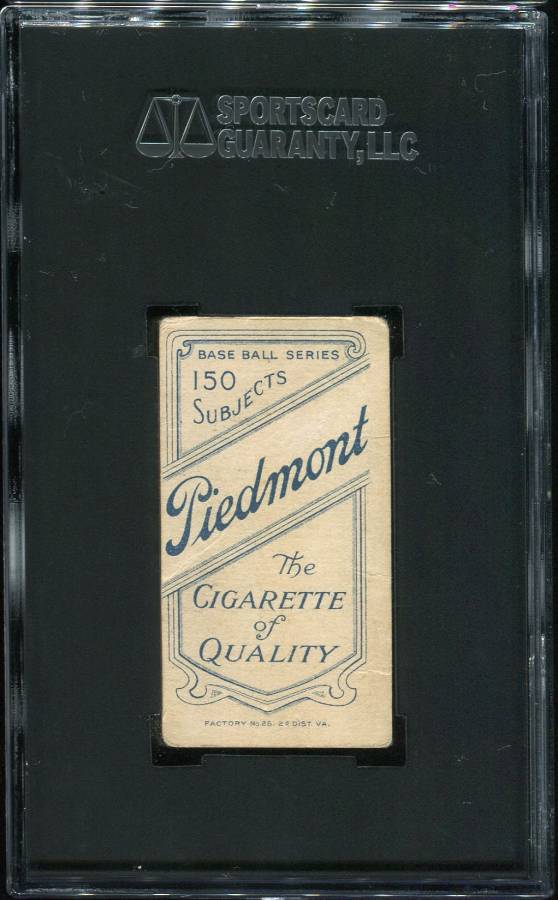 SPORTSCARD
GUARANTY, LLC
BASE BALL SERIES
150
SUBJECTS
Piedmont
The
CIGARETTE
of
QUALITY
FACTORY No. 25. 2D DIST. VA.